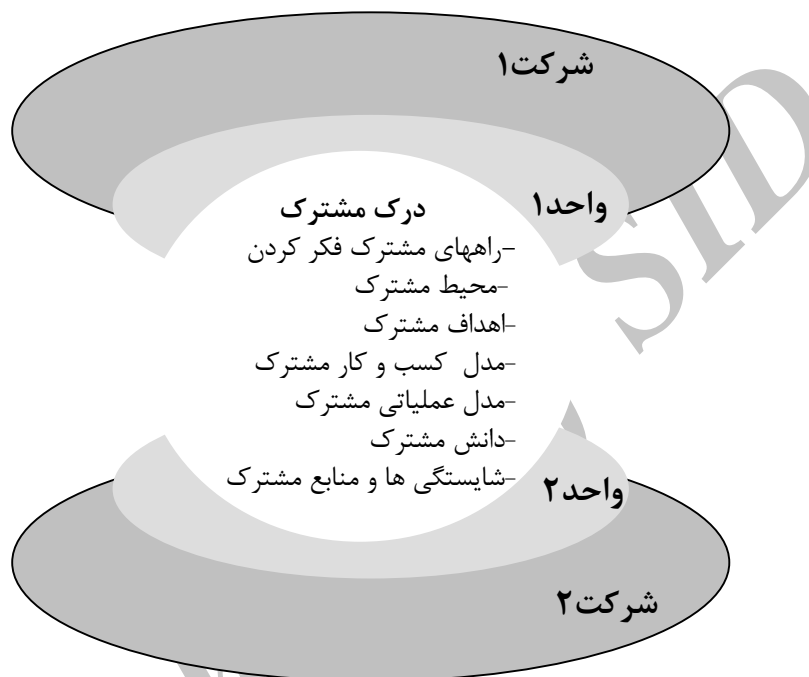 شرکت۱
واحد۱
درک مشترک
-راههای مشترک فکر کردن
-محیط مشترک
-اهداف مشترک
-مدل کسب و کار مشترک
-مدل عملیاتی مشترک
-دانش مشترک
-شایستگی ها و منابع مشترک
واحد۲
شرکت۲
SID